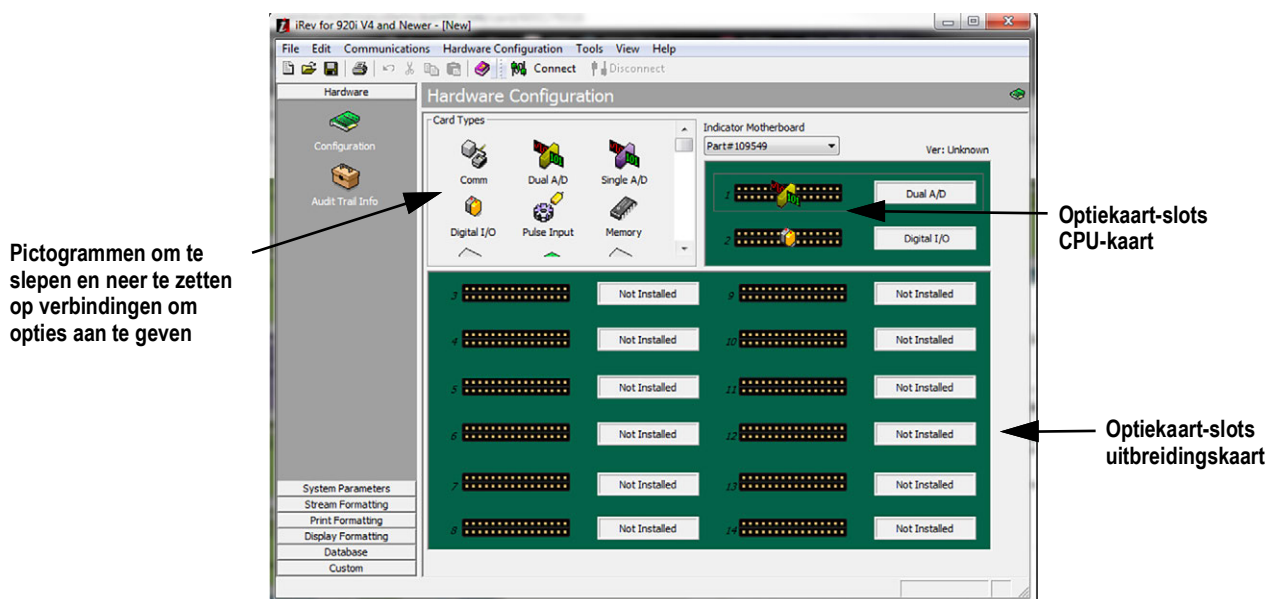 iRev for 920i V4 and Newer - [New]
File Edit Communications Hardware Configuration Tools View Help
Connect Disconnect
Hardware
Configuration
Audit Trail Info
System Parameters
Stream Formatting
Print Formatting
Display Formatting
Database
Custom
Hardware Configuration
Card Types
Comm Dual A/D Single A/D
Digital I/O Pulse Input Memory
Indicator Motherboard
Part#109549
Ver: Unknown
1 Dual A/D
2 Digital I/O
3 Not Installed 9 Not Installed
4 Not Installed 10 Not Installed
5 Not Installed 11 Not Installed
6 Not Installed 12 Not Installed
7 Not Installed 13 Not Installed
8 Not Installed 14 Not Installed
Pictogrammen om te
slepen en neer te zetten
op verbindingen om
opties aan te geven
Optiekaart-slots
CPU-kaart
Optiekaart-slots
uitbreidingskaart